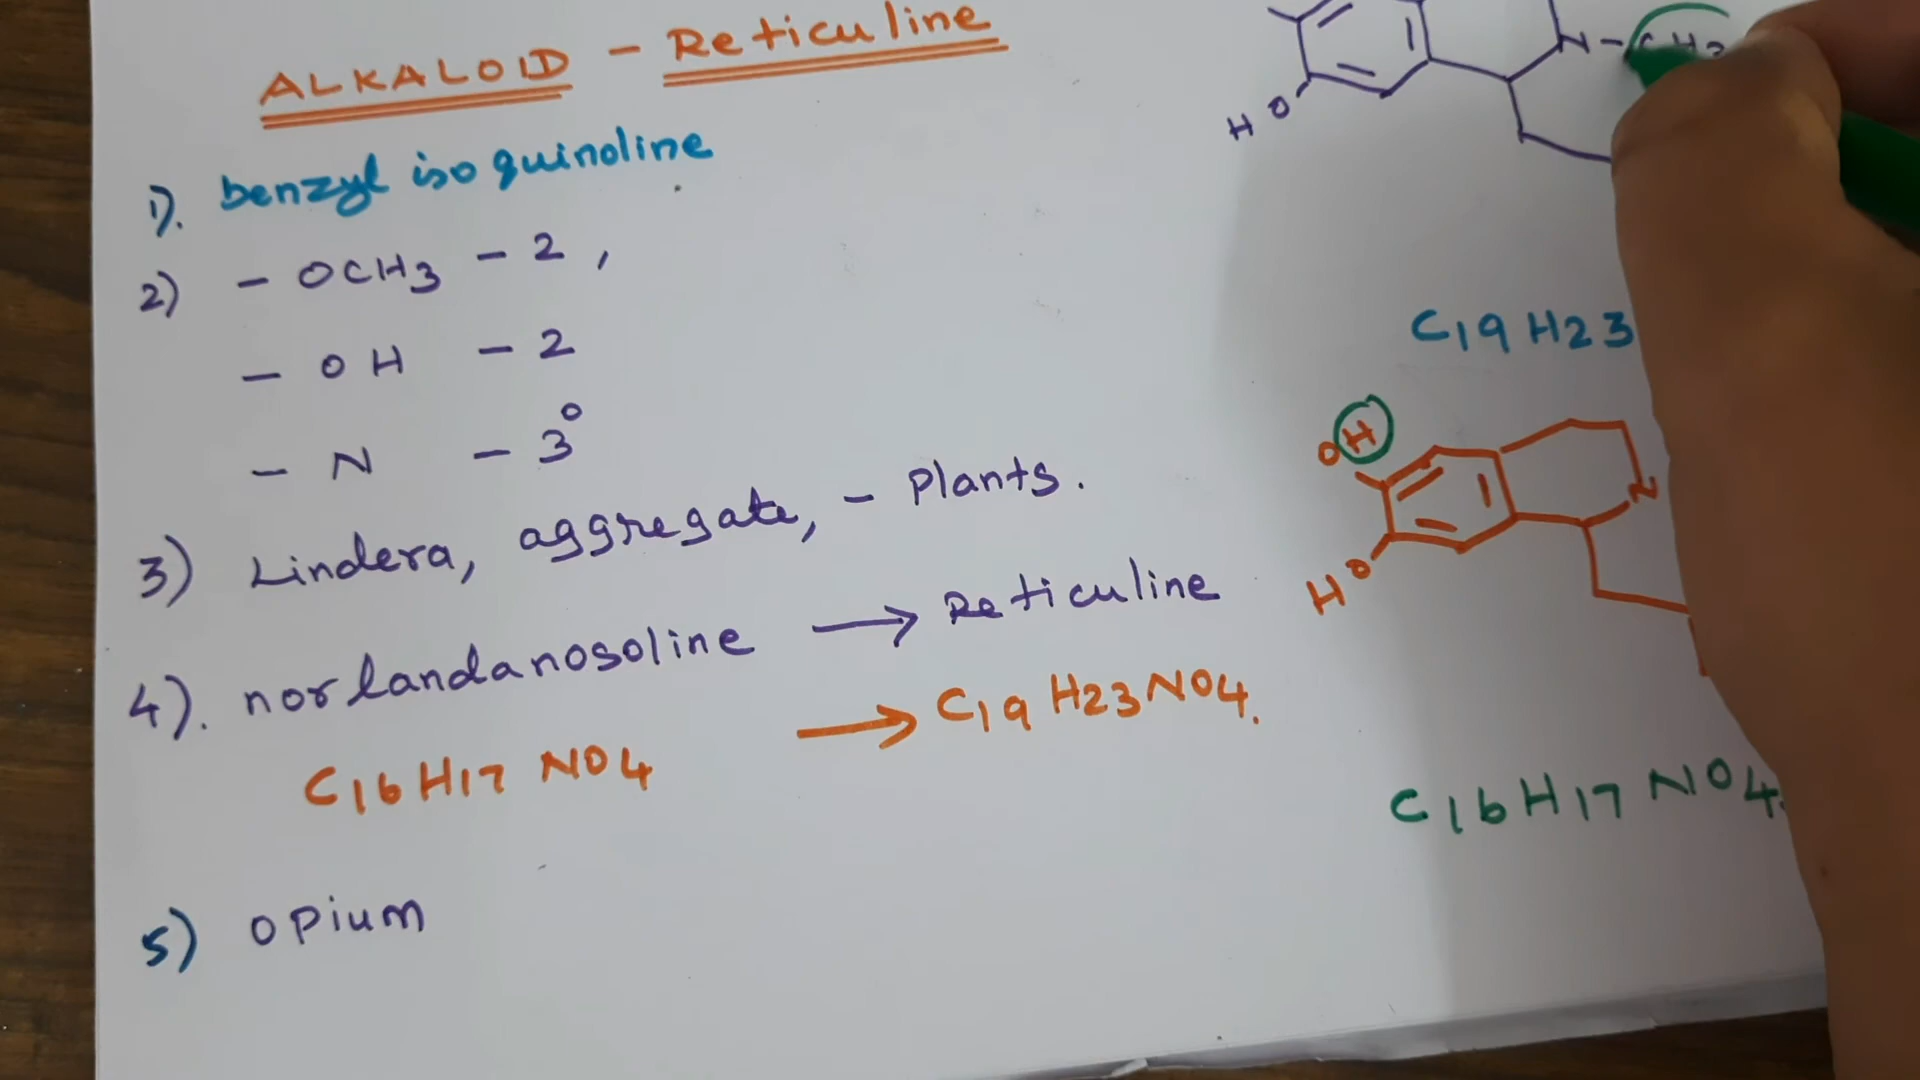 ALKALOID - Reticuline
1). benzyl isoquinoline
2) - OCH3 - 2,
- OH - 2
- N - 3°
3) Lindera, aggregate, - Plants.
4). norlandanosoline → Reticuline
C16H17NO4 → C19H23NO4.
5) opium
N-CH3
HO
C19H23
OH
N
HO
C16H17NO4.